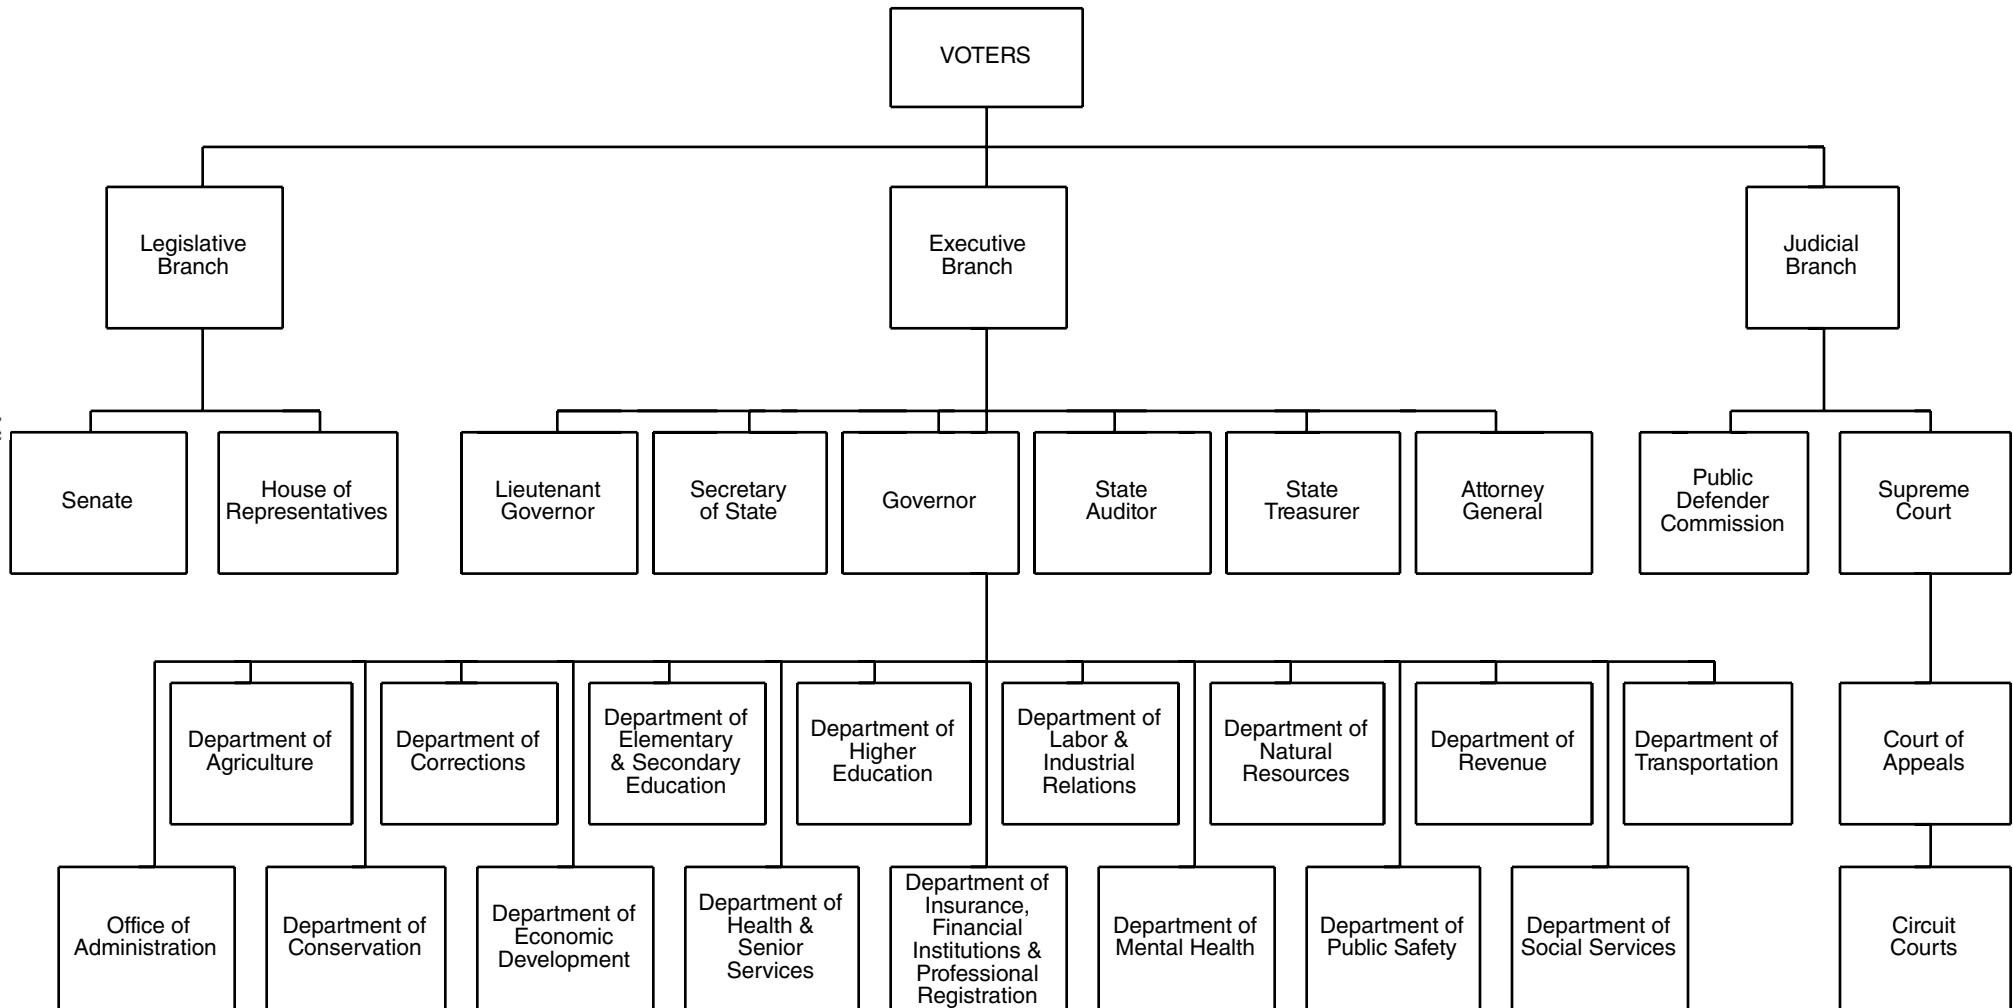 VOTERS
Legislative
Branch
Executive
Branch
Judicial
Branch
Senate
House of
Representatives
Lieutenant
Governor
Secretary
of State
Governor
State
Auditor
State
Treasurer
Attorney
General
Public
Defender
Commission
Supreme
Court
Department of
Agriculture
Department of
Corrections
Department of
Elementary
& Secondary
Education
Department of
Higher
Education
Department of
Labor &
Industrial
Relations
Department of
Natural
Resources
Department of
Revenue
Department of
Transportation
Court of
Appeals
Office of
Administration
Department of
Conservation
Department of
Economic
Development
Department of
Health &
Senior
Services
Department of
Insurance,
Financial
Institutions &
Professional
Registration
Department of
Mental Health
Department of
Public Safety
Department of
Social Services
Circuit
Courts